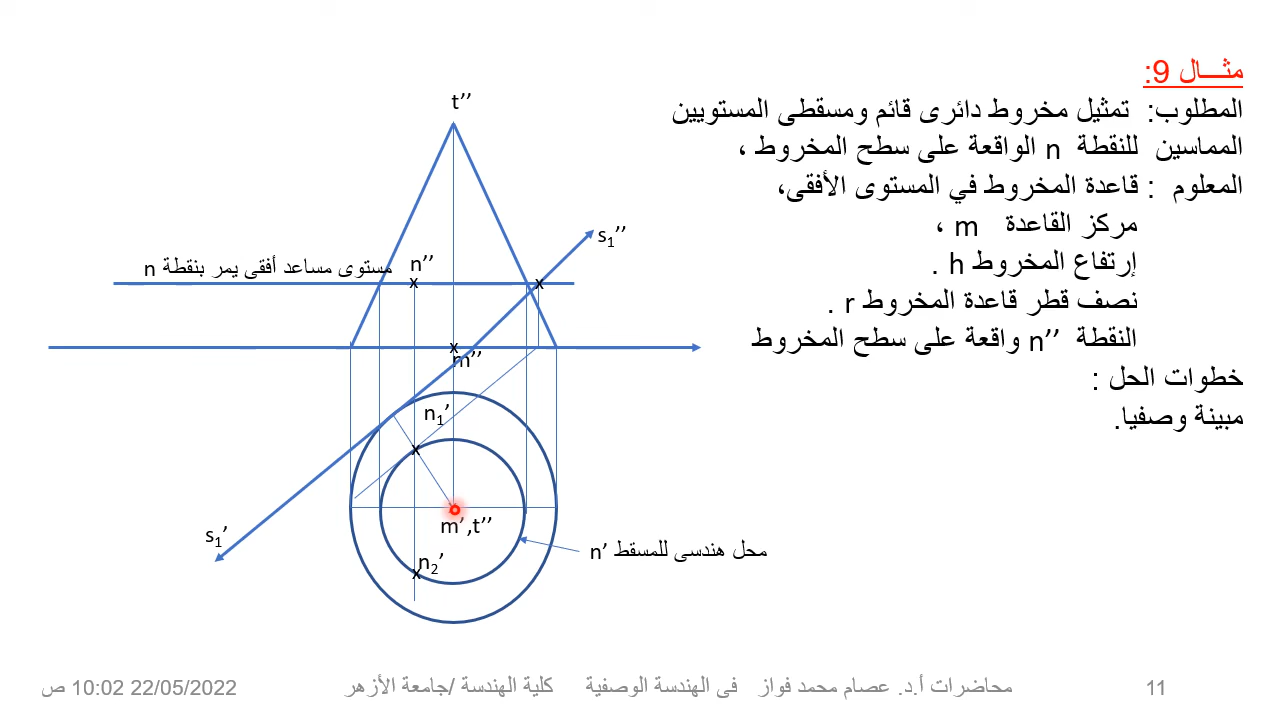 مثـــال 9:
المطلوب: تمثيل مخروط دائرى قائم ومسقطى المستويين
المماسين للنقطة n الواقعة على سطح المخروط ،
المعلوم : قاعدة المخروط في المستوى الأفقى،
مركز القاعدة m ،
إرتفاع المخروط h .
نصف قطر قاعدة المخروط r .
النقطة n’’ واقعة على سطح المخروط
خطوات الحل :
مبينة وصفيا.
t’’
s₁’’
مستوى مساعد أفقى يمر بنقطة n
n’’
m’’
n₁’
m’,t’’
s₁’
n₂’
محل هندسى للمسقط n’
11
محاضرات أ.د. عصام محمد فواز فى الهندسة الوصفية كلية الهندسة /جامعة الأزهر
22/05/2022 10:02 ص